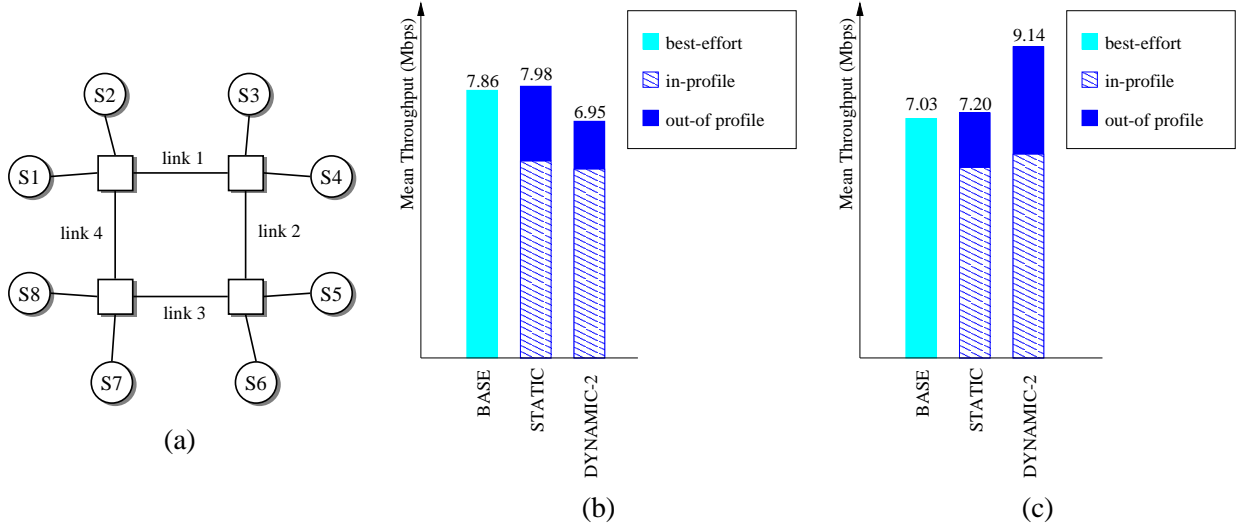 S2
S3
link 1
S1
S4
link 4
link 2
S8
S5
link 3
S7
S6
(a)
Mean Throughput (Mbps)
7.86
7.98
6.95
best-effort
in-profile
out-of profile
BASE
STATIC
DYNAMIC-2
(b)
Mean Throughput (Mbps)
7.03
7.20
9.14
best-effort
in-profile
out-of profile
BASE
STATIC
DYNAMIC-2
(c)